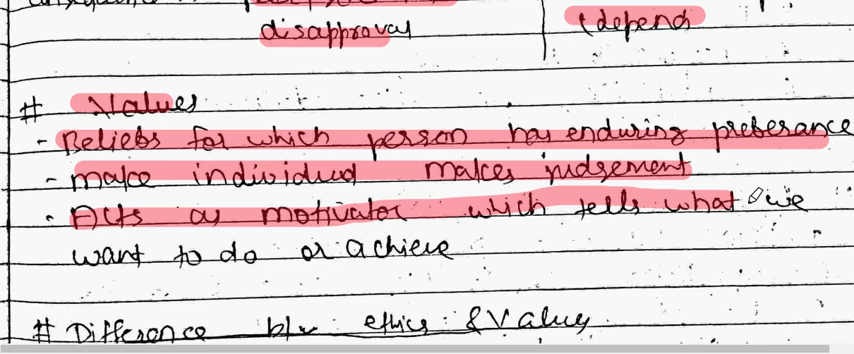 disapproval (depend
# Values
- Beliefs for which person has enduring preferance
- make individual makes judgement
- Acts as motivator which tells what we
want to do or achieve
# Difference b/w ethics & Values